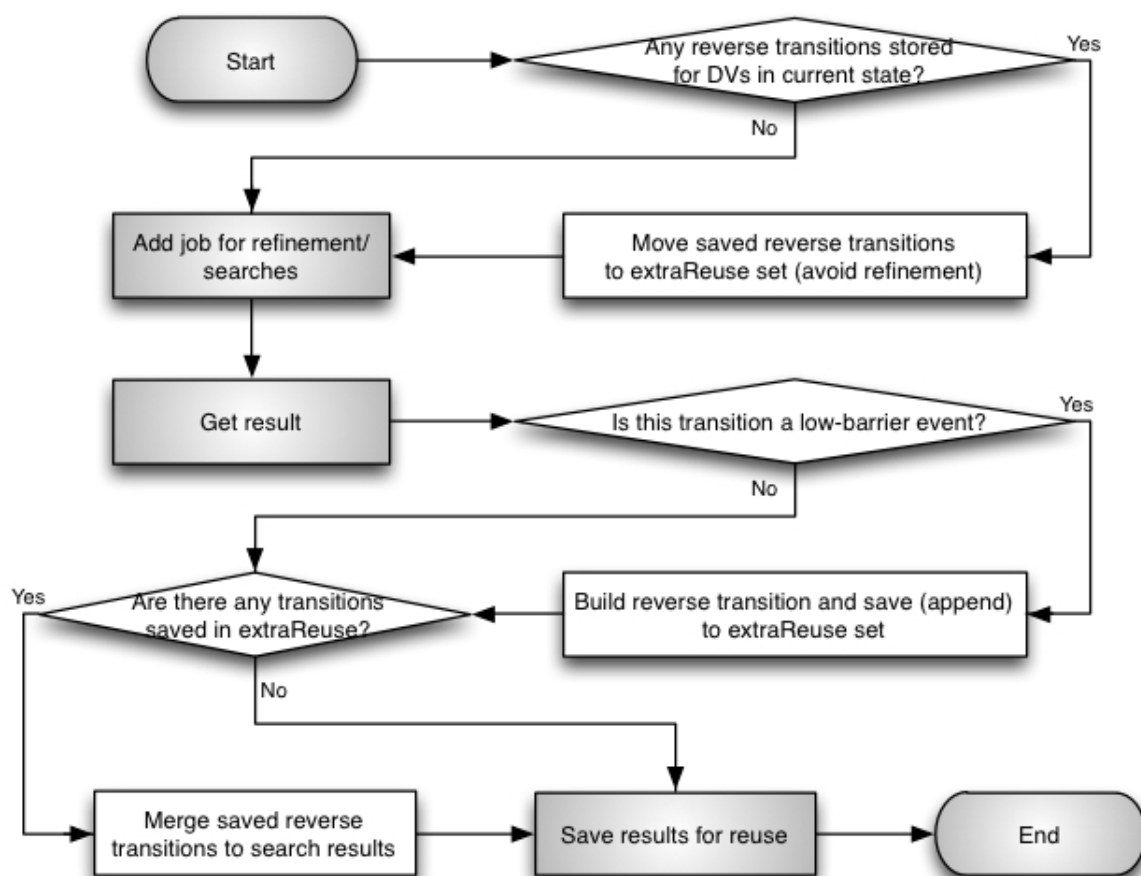 Start
Any reverse transitions stored
for DVs in current state?
Yes
No
Add job for refinement/
searches
Move saved reverse transitions
to extraReuse set (avoid refinement)
Get result
Is this transition a low-barrier event?
Yes
No
Yes
Are there any transitions
saved in extraReuse?
Build reverse transition and save (append)
to extraReuse set
No
Merge saved reverse
transitions to search results
Save results for reuse
End